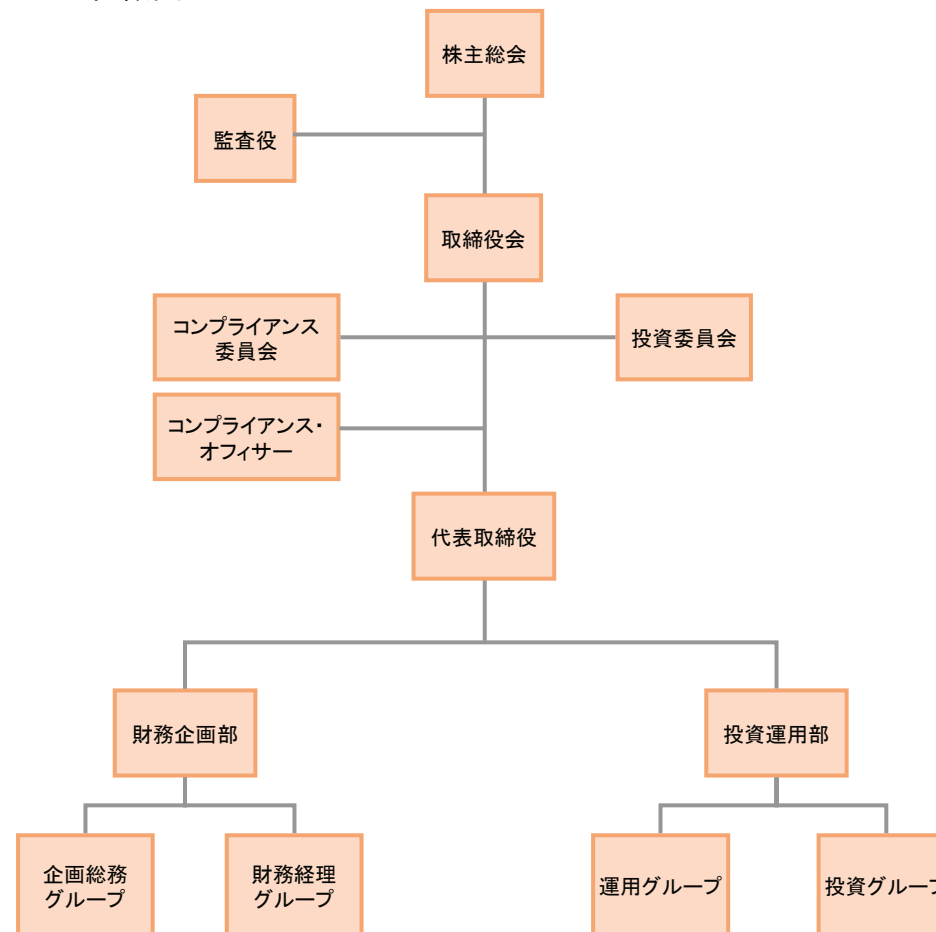 株主総会
監査役
取締役会
コンプライアンス
委員会
投資委員会
コンプライアンス・
オフィサー
代表取締役
財務企画部
投資運用部
企画総務
グループ
財務経理
グループ
運用グループ
投資グループ